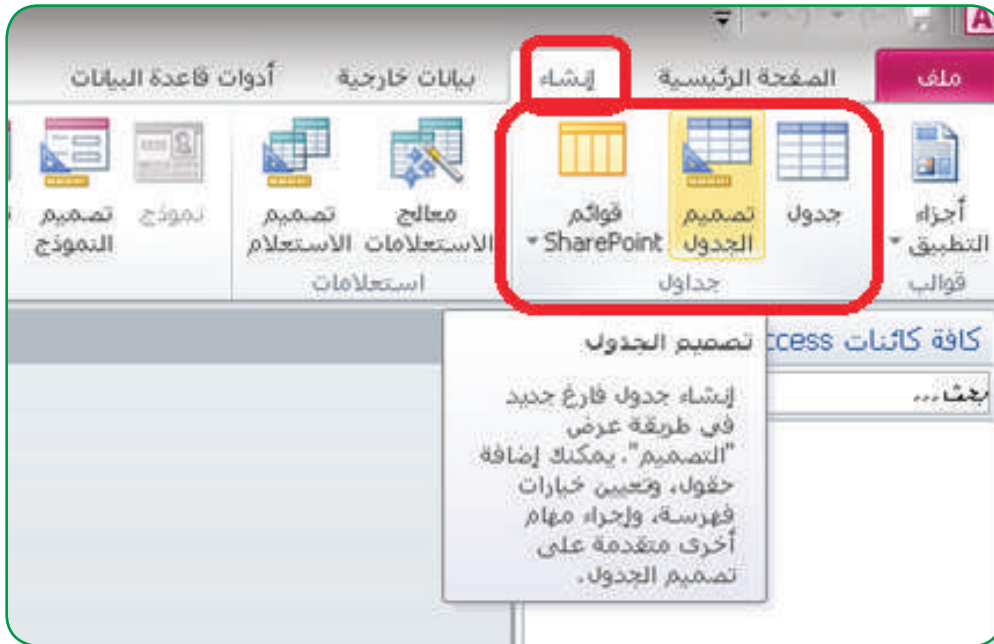 A
ملف
الصفحة الرئيسية
إنشاء
بيانات خارجية
أدوات قاعدة البيانات
أجزاء
التطبيق
جدول
تصميم
الجدول
قوائم
SharePoint
معالج
الاستعلامات
تصميم
الاستعلام
نموذج
تصميم
النموذج
قوالب
جداول
استعلامات
كافة كائنات ccess
بحث...
تصميم الجدول
إنشاء جدول فارغ جديد
في طريقة عرض
"التصميم". يمكنك إضافة
حقول، وتعيين خيارات
فهرسة، وإجراء مهام
أخرى متقدمة على
تصميم الجدول.